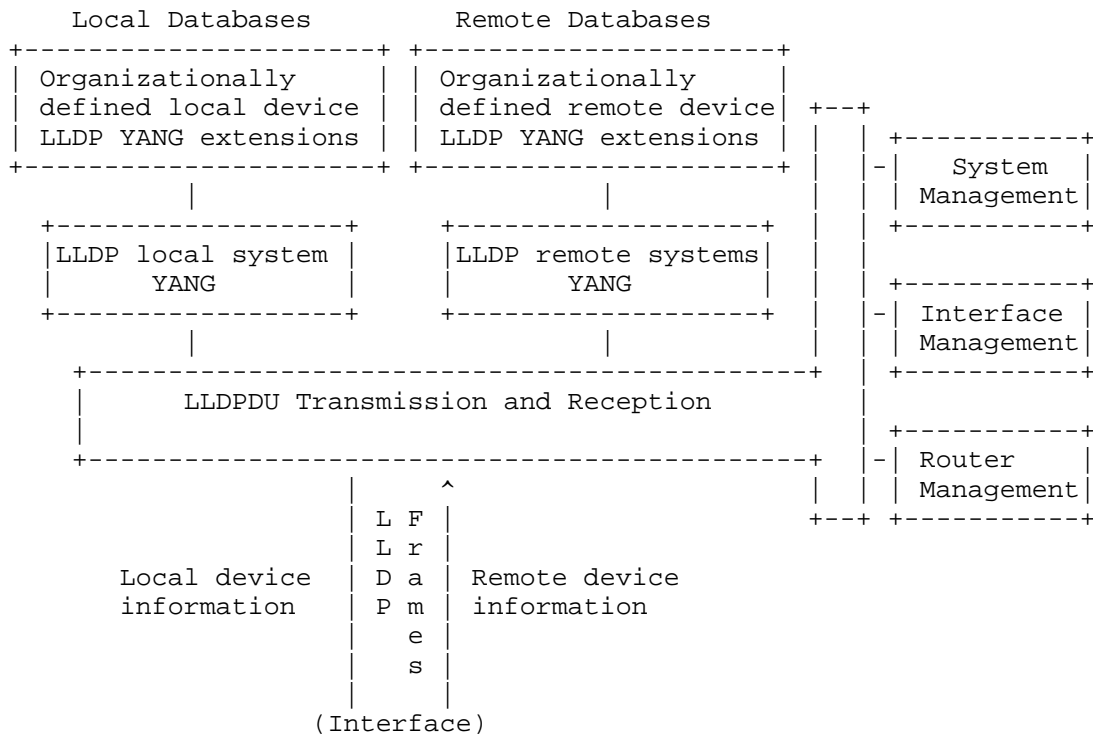 Local Databases Remote Databases
Organizationally Organizationally
defined local device defined remote device
LLDP YANG extensions LLDP YANG extensions
System
Management
LLDP local system LLDP remote systems
YANG YANG
Interface
Management
LLDPDU Transmission and Reception
Router
Management
LLDP Frames
Local device Remote device
information information
(Interface)